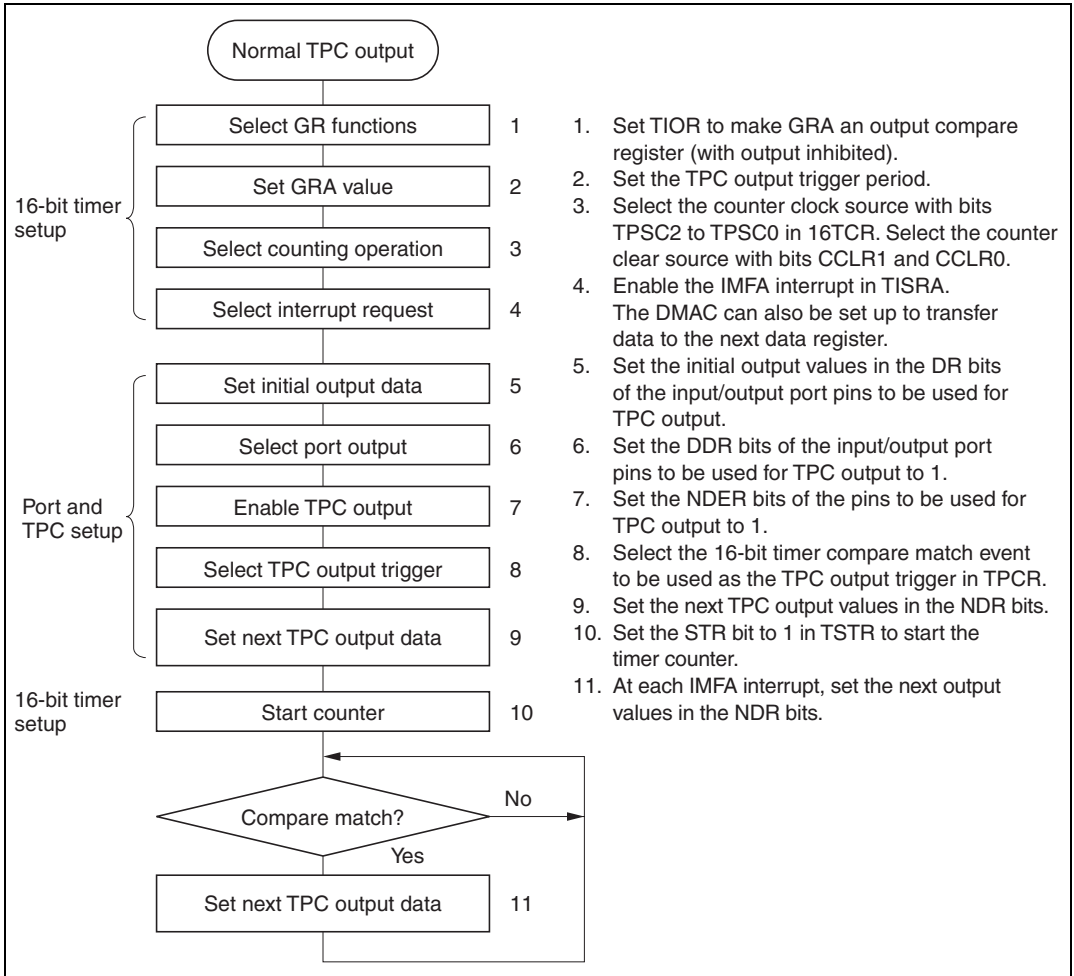 Normal TPC output
16-bit timer
setup
Select GR functions 1
Set GRA value 2
Select counting operation 3
Select interrupt request 4
Port and
TPC setup
Set initial output data 5
Select port output 6
Enable TPC output 7
Select TPC output trigger 8
Set next TPC output data 9
16-bit timer
setup
Start counter 10
Compare match?
No
Yes
Set next TPC output data 11
1. Set TIOR to make GRA an output compare
register (with output inhibited).
2. Set the TPC output trigger period.
3. Select the counter clock source with bits
TPSC2 to TPSC0 in 16TCR. Select the counter
clear source with bits CCLR1 and CCLR0.
4. Enable the IMFA interrupt in TISRA.
The DMAC can also be set up to transfer
data to the next data register.
5. Set the initial output values in the DR bits
of the input/output port pins to be used for
TPC output.
6. Set the DDR bits of the input/output port
pins to be used for TPC output to 1.
7. Set the NDER bits of the pins to be used for
TPC output to 1.
8. Select the 16-bit timer compare match event
to be used as the TPC output trigger in TPCR.
9. Set the next TPC output values in the NDR bits.
10. Set the STR bit to 1 in TSTR to start the
timer counter.
11. At each IMFA interrupt, set the next output
values in the NDR bits.